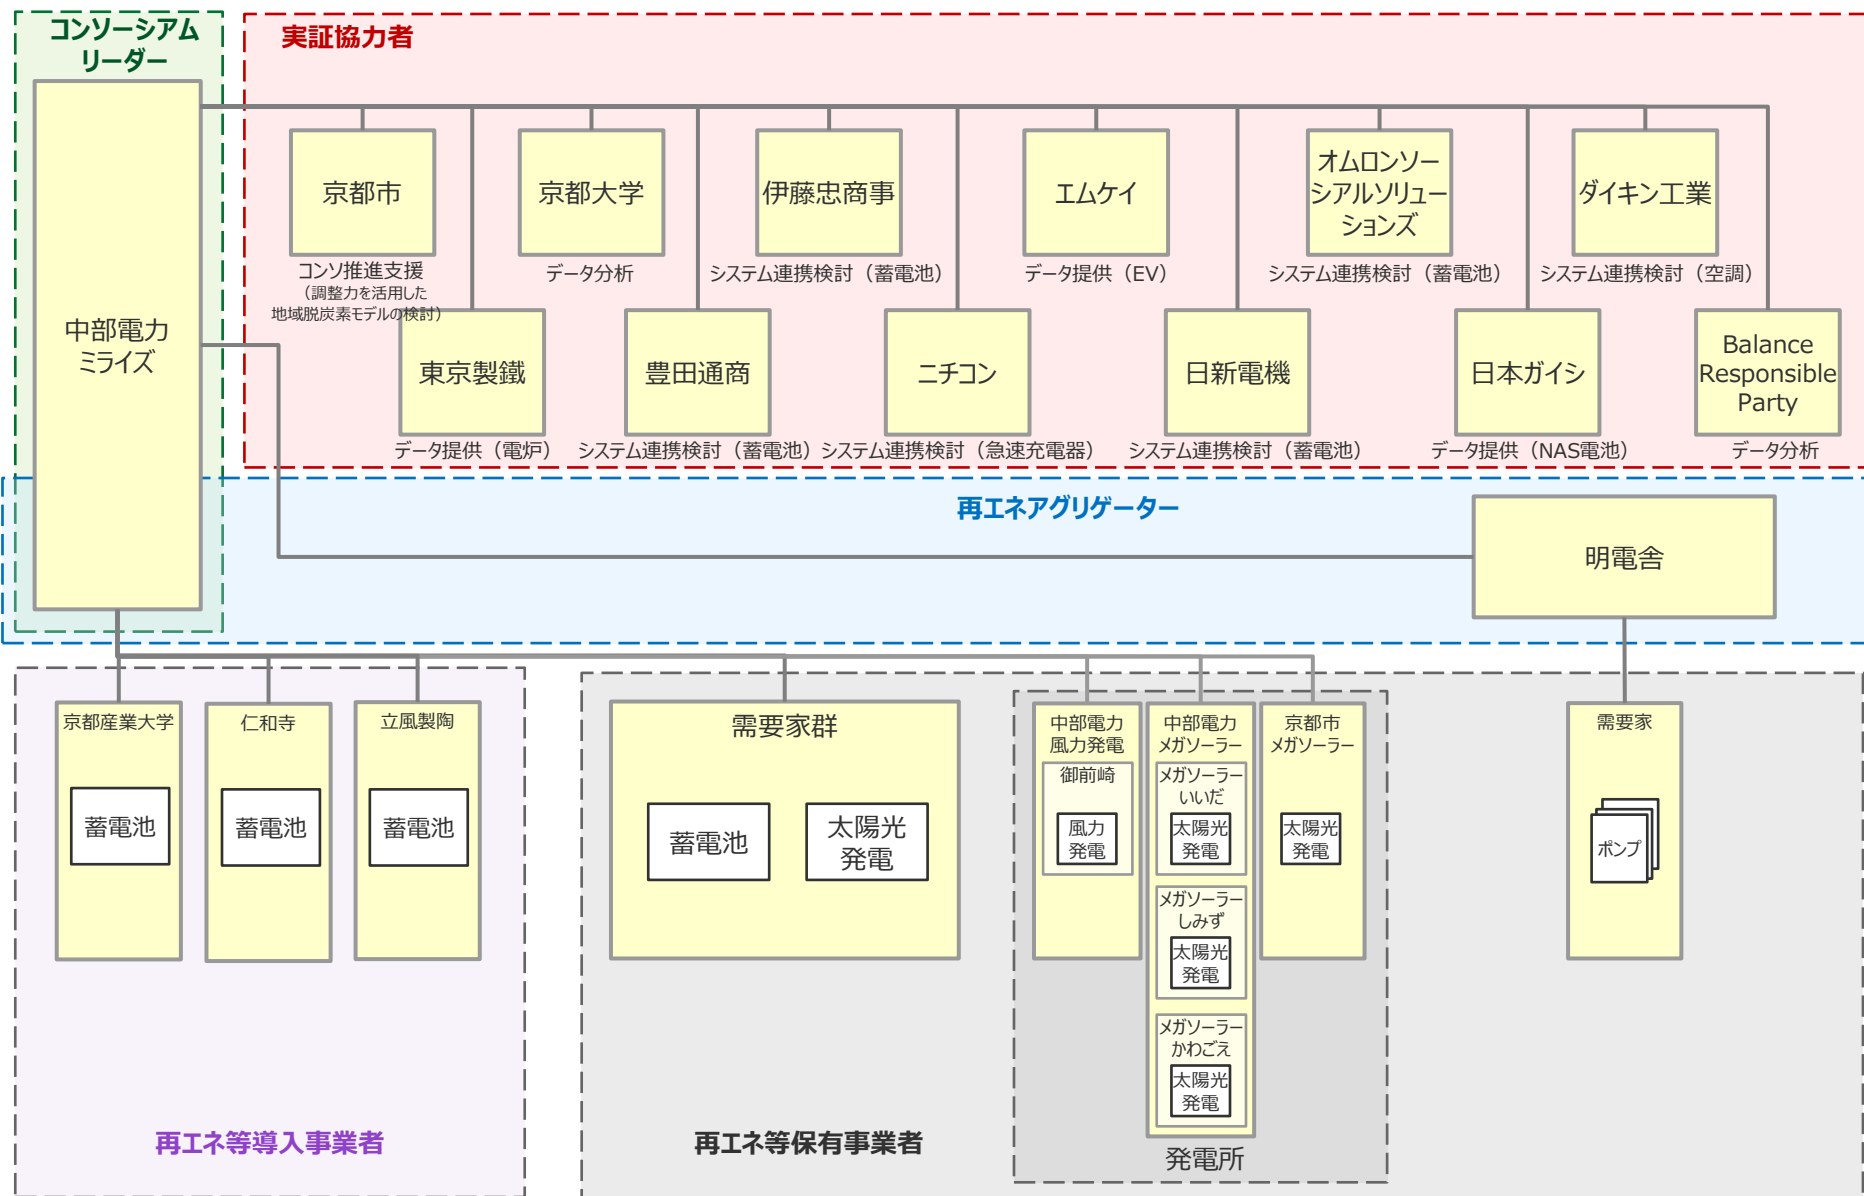 コンソーシアム
リーダー
中部電力
ミライズ
実証協力者
京都市
コンソ推進支援
（調整力を活用した
地域脱炭素モデルの検討）
京都大学
データ分析
伊藤忠商事
システム連携検討（蓄電池）
エムケイ
データ提供（EV）
オムロンソー
シアルソリュー
ションズ
システム連携検討（蓄電池）
ダイキン工業
システム連携検討（空調）
東京製鐵
データ提供（電炉）
豊田通商
システム連携検討（蓄電池）
ニチコン
システム連携検討（急速充電器）
日新電機
システム連携検討（蓄電池）
日本ガイシ
データ提供（NAS電池）
Balance
Responsible
Party
データ分析
再エネアグリゲーター
明電舎
京都産業大学
蓄電池
仁和寺
蓄電池
立風製陶
蓄電池
再エネ等導入事業者
需要家群
蓄電池
太陽光
発電
中部電力
風力発電
御前崎
風力
発電
中部電力
メガソーラー
メガソーラー
いいだ
太陽光
発電
メガソーラー
しみず
太陽光
発電
メガソーラー
かわごえ
太陽光
発電
京都市
メガソーラー
太陽光
発電
発電所
需要家
ポンプ
再エネ等保有事業者